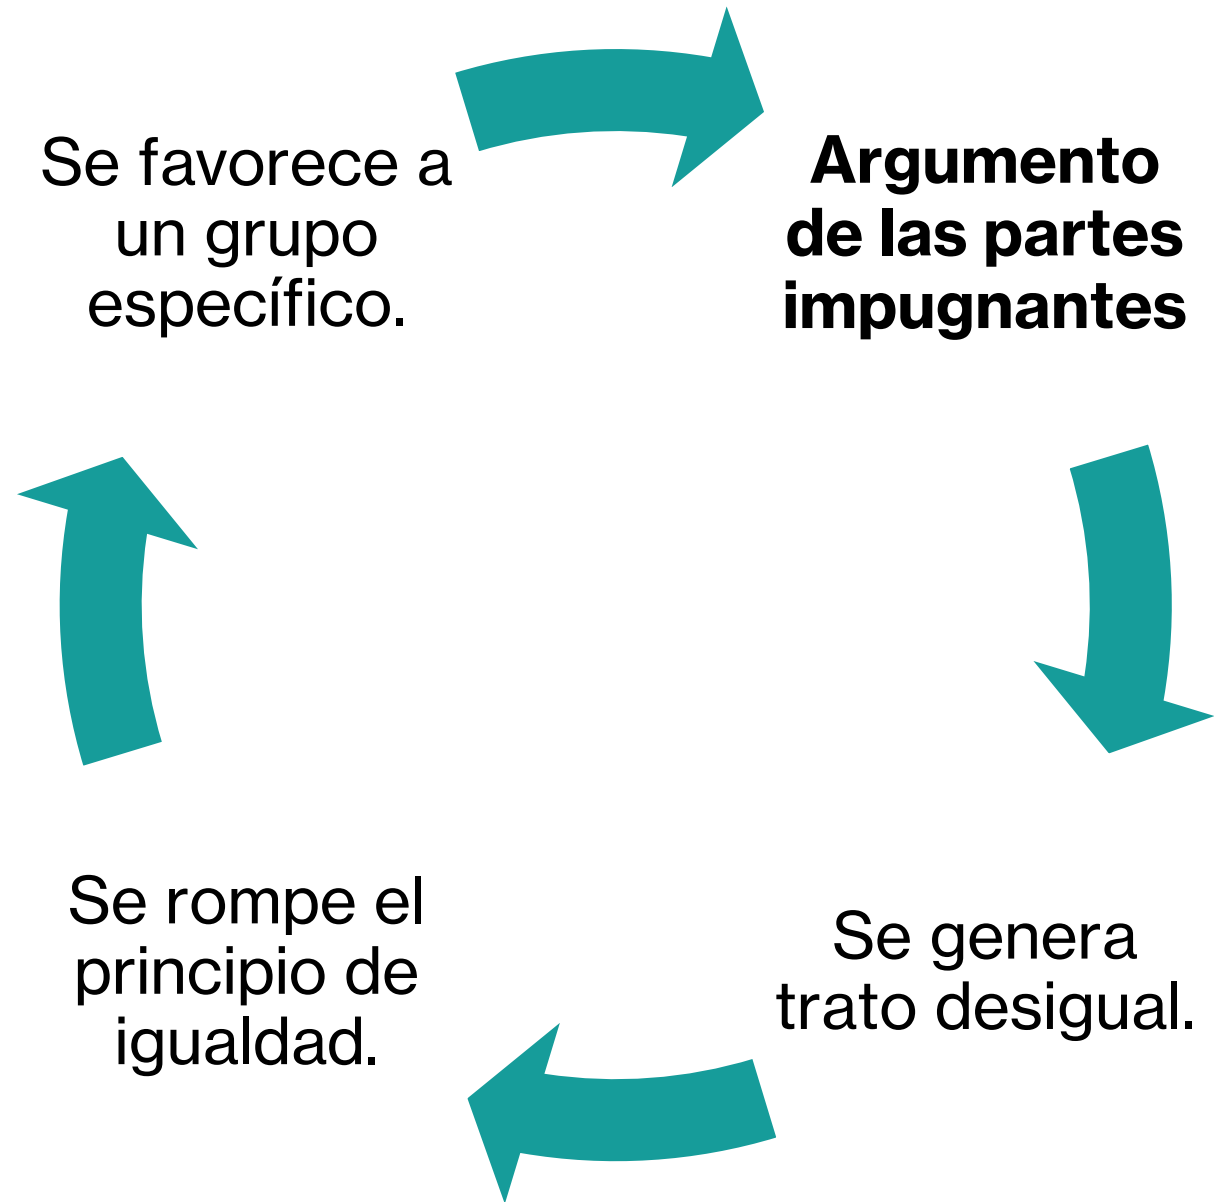 Se favorece a
un grupo
específico.
Argumento
de las partes
impugnantes
Se genera
trato desigual.
Se rompe el
principio de
igualdad.